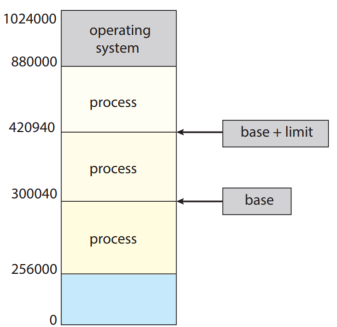 1024000
operating
system
880000
process
420940
base + limit
process
300040
base
process
256000
0